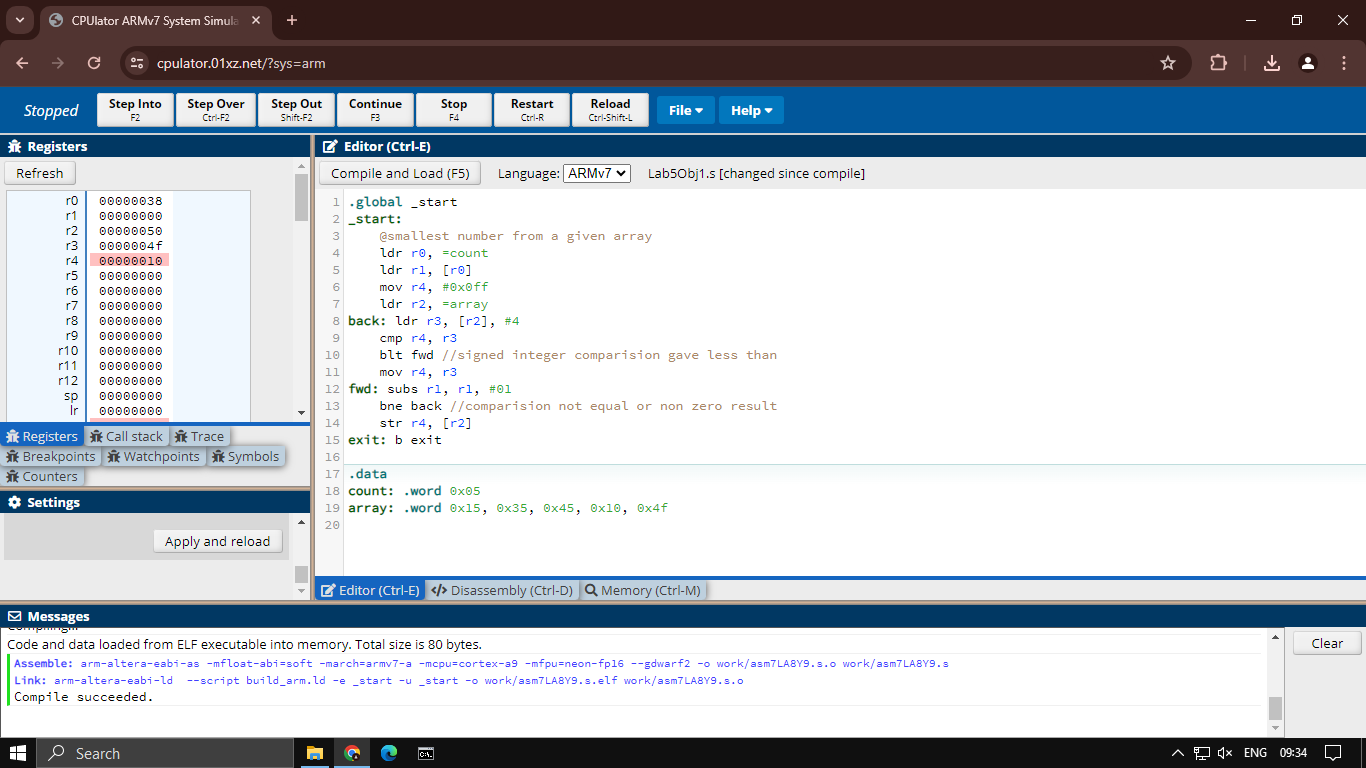 CPUlator ARMv7 System Simula
cpulator.01xz.net/?sys=arm
Stopped
Step Into
F2
Step Over
Ctrl-F2
Step Out
Shift-F2
Continue
F3
Stop
F4
Restart
Ctrl-R
Reload
Ctrl-Shift-L
File
Help
Registers
Refresh
r0 00000038
r1 00000000
r2 00000050
r3 0000004f
r4 00000010
r5 00000000
r6 00000000
r7 00000000
r8 00000000
r9 00000000
r10 00000000
r11 00000000
r12 00000000
sp 00000000
lr 00000000
Registers Call stack Trace
Breakpoints Watchpoints Symbols
Counters
Settings
Apply and reload
Editor (Ctrl-E)
Compile and Load (F5) Language: ARMv7 Lab5Obj1.s [changed since compile]
1 .global _start
2 _start:
3 @smallest number from a given array
4 ldr r0, =count
5 ldr r1, [r0]
6 mov r4, #0x0ff
7 ldr r2, =array
8 back: ldr r3, [r2], #4
9 cmp r4, r3
10 blt fwd //signed integer comparision gave less than
11 mov r4, r3
12 fwd: subs r1, r1, #01
13 bne back //comparision not equal or non zero result
14 str r4, [r2]
15 exit: b exit
16
17 .data
18 count: .word 0x05
19 array: .word 0x15, 0x35, 0x45, 0x10, 0x4f
20
Editor (Ctrl-E) Disassembly (Ctrl-D) Memory (Ctrl-M)
Messages
Compiling...
Code and data loaded from ELF executable into memory. Total size is 80 bytes.
Assemble: arm-altera-eabi-as -mfloat-abi=soft -march=armv7-a -mcpu=cortex-a9 -mfpu=neon-fp16 --gdwarf2 -o work/asm7LA8Y9.s.o work/asm7LA8Y9.s
Link: arm-altera-eabi-ld --script build_arm.ld -e _start -u _start -o work/asm7LA8Y9.s.elf work/asm7LA8Y9.s.o
Compile succeeded.
Clear
Search
ENG 09:34